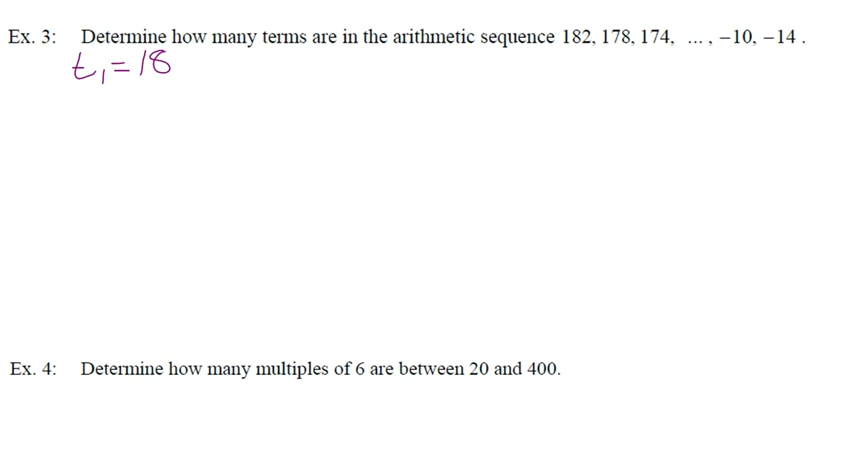 Ex. 3: Determine how many terms are in the arithmetic sequence 182, 178, 174, ... , −10, −14 .
t₁ = 18
Ex. 4: Determine how many multiples of 6 are between 20 and 400.